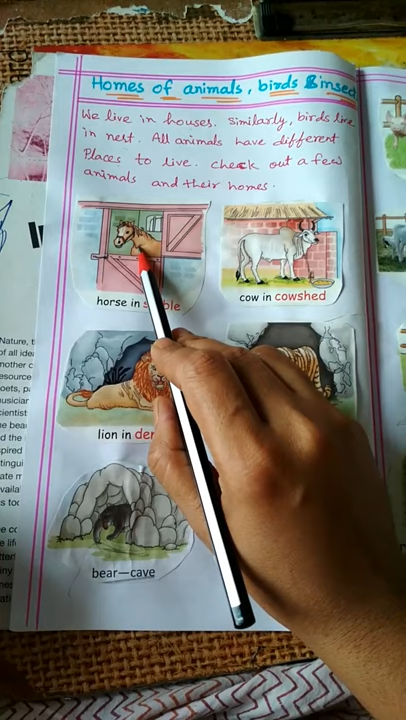 Homes of animals, birds & insect
We live in houses. Similarly, birds live
in nest. All animals have different
Places to live. Check out a few
animals and their homes.
horse in stable
cow in cowshed
lion in den
bear—cave